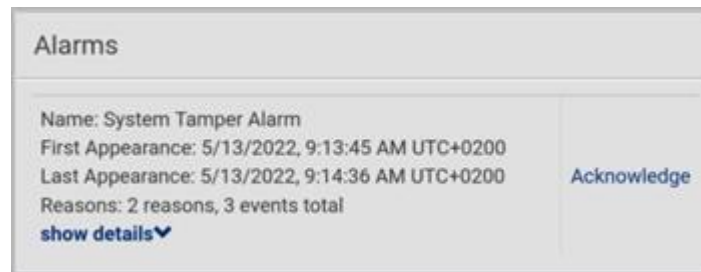 Alarms
Name: System Tamper Alarm
First Appearance: 5/13/2022, 9:13:45 AM UTC+0200
Last Appearance: 5/13/2022, 9:14:36 AM UTC+0200
Acknowledge
Reasons: 2 reasons, 3 events total
show details